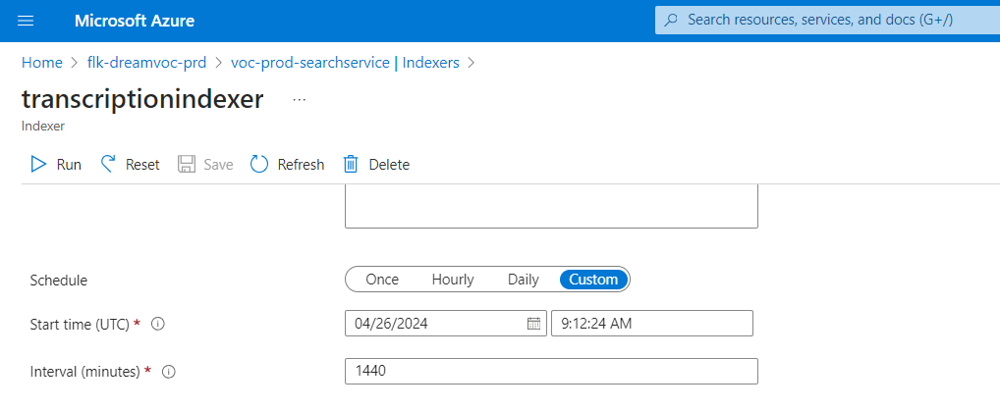 Microsoft Azure
Search resources, services, and docs (G+/)
Home > flk-dreamvoc-prd > voc-prod-searchservice | Indexers >
transcriptionindexer ...
Indexer
Run Reset Save Refresh Delete
Schedule Once Hourly Daily Custom
Start time (UTC) * 04/26/2024 9:12:24 AM
Interval (minutes) * 1440